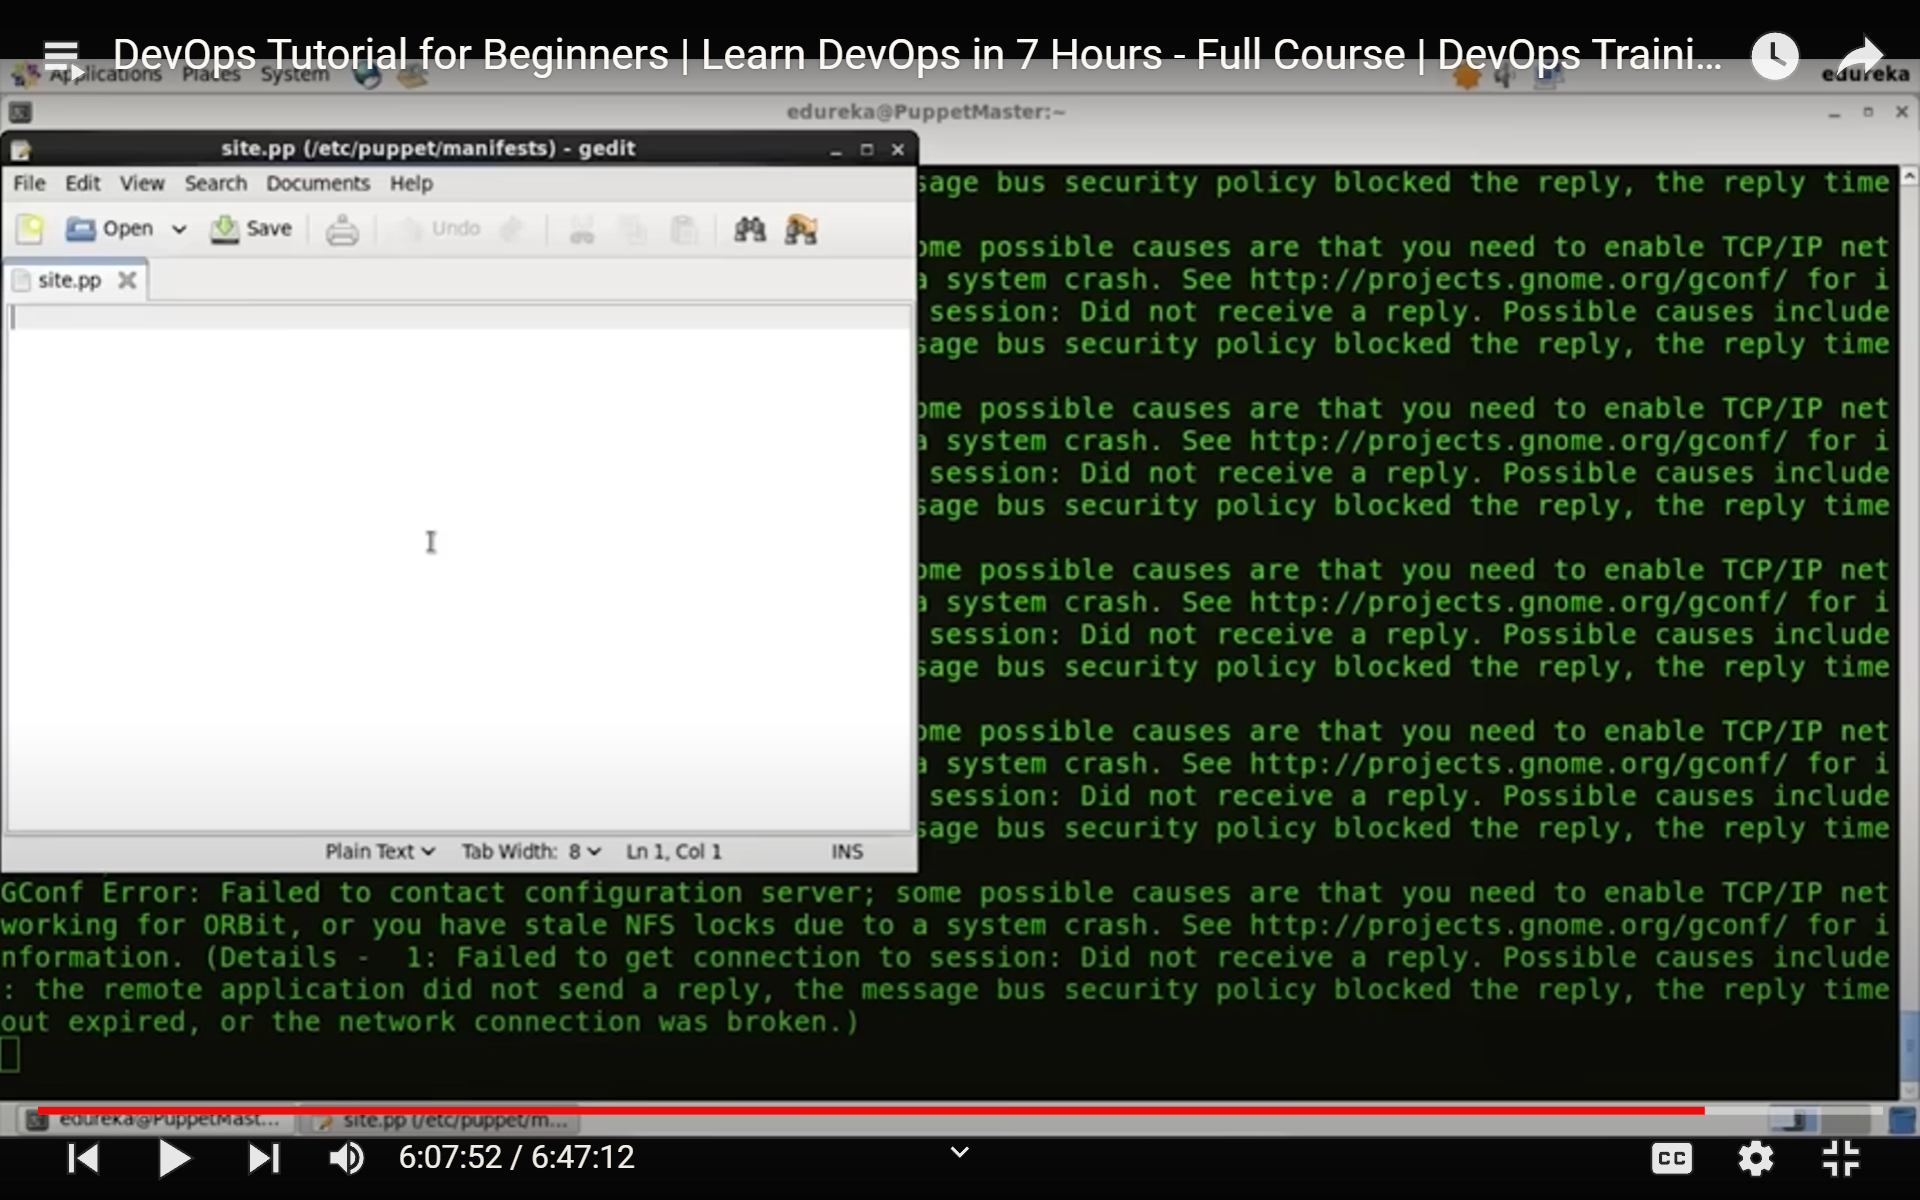 DevOps Tutorial for Beginners | Learn DevOps in 7 Hours - Full Course | DevOps Traini...
Applications Places System edureka
edureka@PuppetMaster:~
site.pp (/etc/puppet/manifests) - gedit
File Edit View Search Documents Help
Open Save Undo
site.pp
sage bus security policy blocked the reply, the reply time
ome possible causes are that you need to enable TCP/IP net
a system crash. See http://projects.gnome.org/gconf/ for i
session: Did not receive a reply. Possible causes include
sage bus security policy blocked the reply, the reply time
ome possible causes are that you need to enable TCP/IP net
a system crash. See http://projects.gnome.org/gconf/ for i
session: Did not receive a reply. Possible causes include
sage bus security policy blocked the reply, the reply time
ome possible causes are that you need to enable TCP/IP net
a system crash. See http://projects.gnome.org/gconf/ for i
session: Did not receive a reply. Possible causes include
sage bus security policy blocked the reply, the reply time
ome possible causes are that you need to enable TCP/IP net
a system crash. See http://projects.gnome.org/gconf/ for i
session: Did not receive a reply. Possible causes include
sage bus security policy blocked the reply, the reply time
Plain Text Tab Width: 8 Ln 1, Col 1 INS
GConf Error: Failed to contact configuration server; some possible causes are that you need to enable TCP/IP net
working for ORBit, or you have stale NFS locks due to a system crash. See http://projects.gnome.org/gconf/ for i
nformation. (Details -  1: Failed to get connection to session: Did not receive a reply. Possible causes include
: the remote application did not send a reply, the message bus security policy blocked the reply, the reply time
out expired, or the network connection was broken.)
edureka@PuppetMast... site.pp (/etc/puppet/m...
6:07:52 / 6:47:12 CC